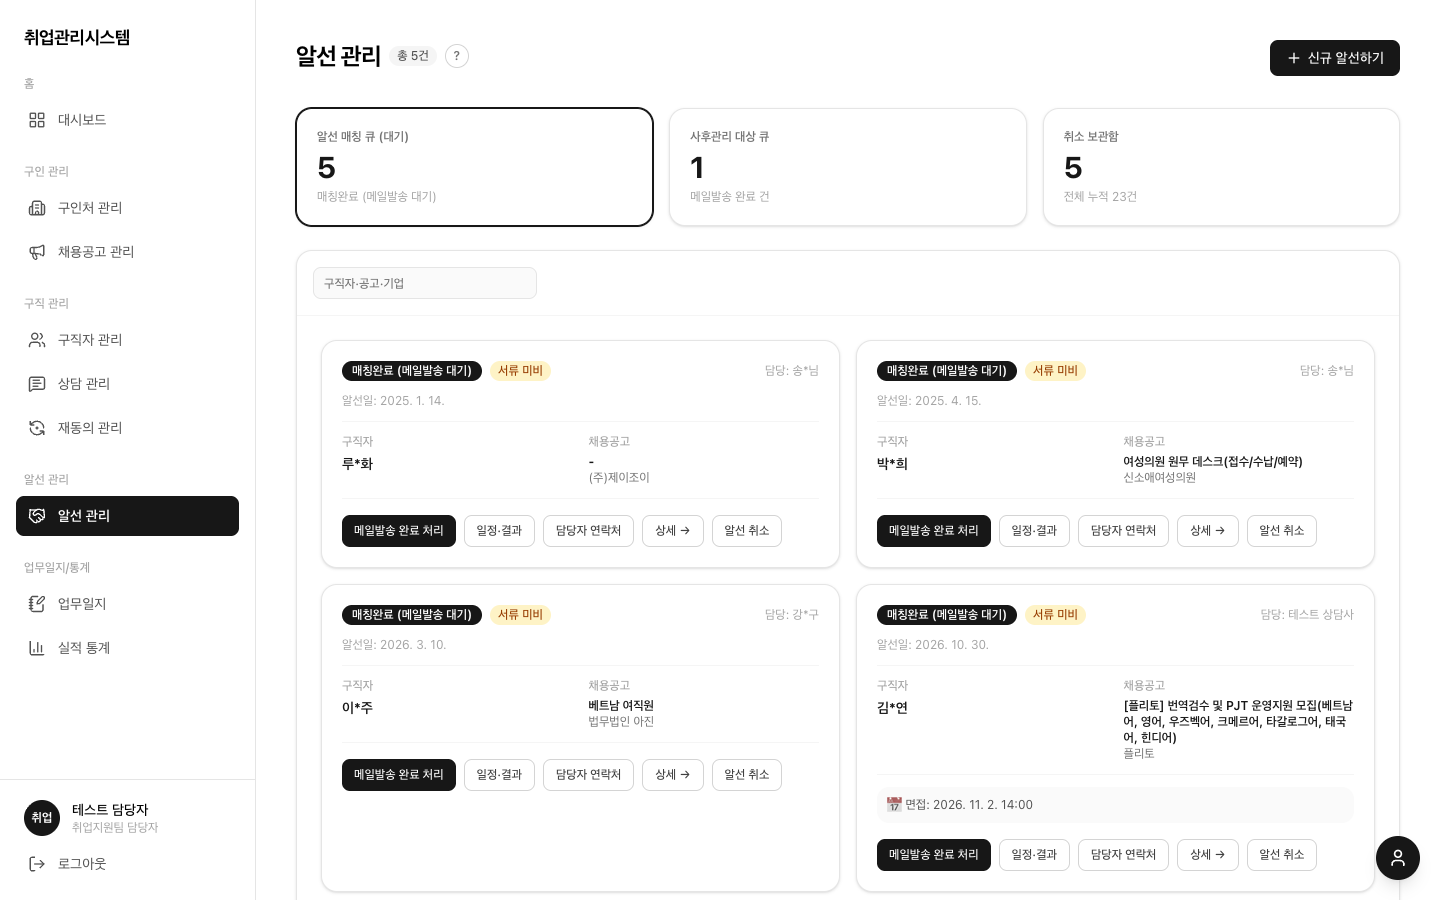 취업관리시스템
홈
대시보드
구인 관리
구인처 관리
채용공고 관리
구직 관리
구직자 관리
상담 관리
재동의 관리
알선 관리
알선 관리
업무일지/통계
업무일지
실적 통계
취업
테스트 담당자
취업지원팀 담당자
로그아웃
알선 관리 총 5건 ?
+ 신규 알선하기
알선 매칭 큐 (대기)
5
매칭완료 (메일발송 대기)
사후관리 대상 큐
1
메일발송 완료 건
취소 보관함
5
전체 누적 23건
구직자·공고·기업
매칭완료 (메일발송 대기) 서류 미비 담당: 송*님
알선일: 2025. 1. 14.
구직자
루*화
채용공고
-
(주)제이조이
메일발송 완료 처리 일정·결과 담당자 연락처 상세 → 알선 취소
매칭완료 (메일발송 대기) 서류 미비 담당: 송*님
알선일: 2025. 4. 15.
구직자
박*희
채용공고
여성의원 원무 데스크(접수/수납/예약)
신소애여성의원
메일발송 완료 처리 일정·결과 담당자 연락처 상세 → 알선 취소
매칭완료 (메일발송 대기) 서류 미비 담당: 강*구
알선일: 2026. 3. 10.
구직자
이*주
채용공고
베트남 여직원
법무법인 아진
메일발송 완료 처리 일정·결과 담당자 연락처 상세 → 알선 취소
매칭완료 (메일발송 대기) 서류 미비 담당: 테스트 상담사
알선일: 2026. 10. 30.
구직자
김*연
채용공고
[플리토] 번역검수 및 PJT 운영지원 모집(베트남
어, 영어, 우즈벡어, 크메르어, 타갈로그어, 태국
어, 힌디어)
플리토
📅 면접: 2026. 11. 2. 14:00
메일발송 완료 처리 일정·결과 담당자 연락처 상세 → 알선 취소